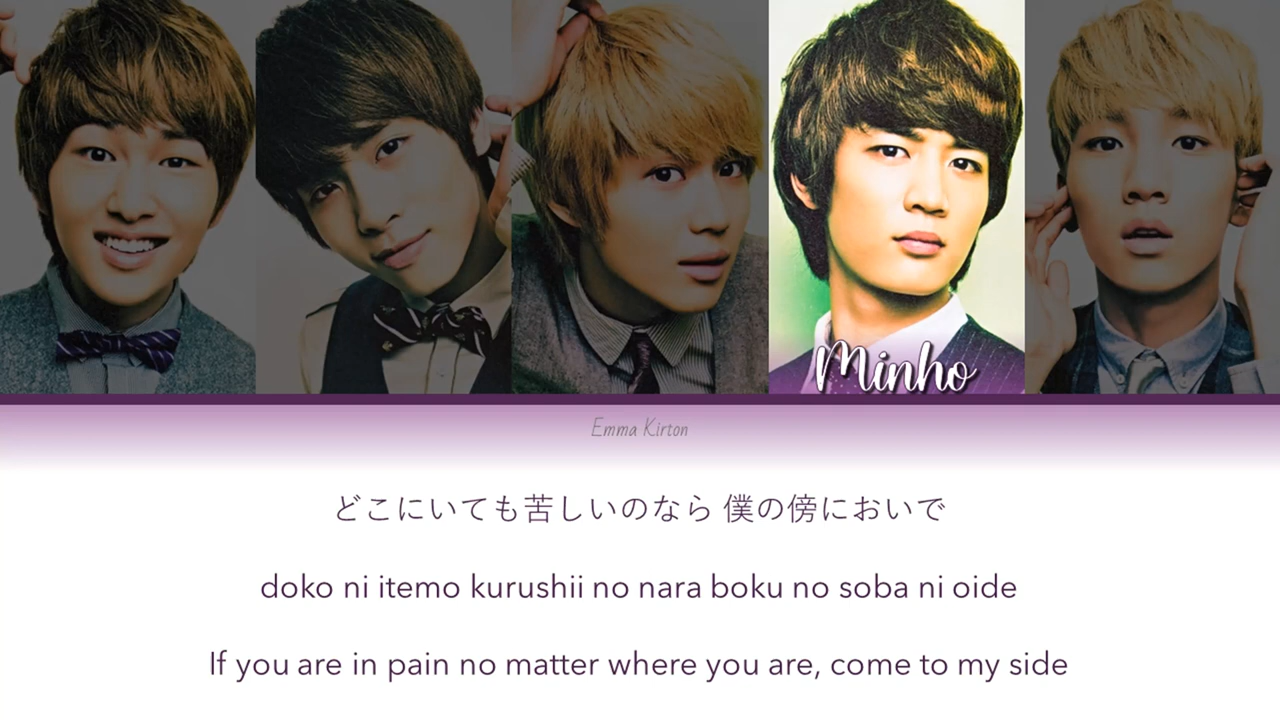 Minho
Emma Kirton
どこにいても苦しいのなら 僕の傍においで
doko ni itemo kurushii no nara boku no soba ni oide
If you are in pain no matter where you are, come to my side